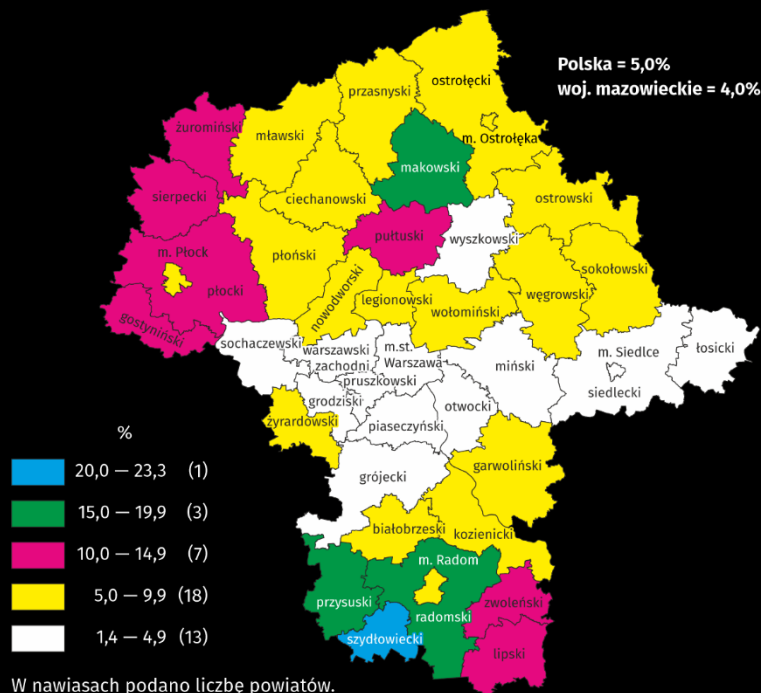 Polska = 5,0%
woj. mazowieckie = 4,0%
ostrołęcki
przasnyski
żuromiński
mławski
m. Ostrołęka
makowski
sierpecki
ciechanowski
ostrowski
pułtuski
wyszkowski
m. Płock
płoński
sokołowski
płocki
nowodworski
legionowski
wołomiński
węgrowski
gostyniński
sochaczewski
warszawski
zachodni
m.st.
Warszawa
miński
m. Siedlce
siedlecki
łosicki
pruszkowski
grodziski
otwocki
żyrardowski
piaseczyński
garwoliński
grójecki
białobrzeski
kozienicki
m. Radom
przysuski
radomski
zwoleński
szydłowiecki
lipski
%
20,0 — 23,3 (1)
15,0 — 19,9 (3)
10,0 — 14,9 (7)
5,0 — 9,9 (18)
1,4 — 4,9 (13)
W nawiasach podano liczbę powiatów.